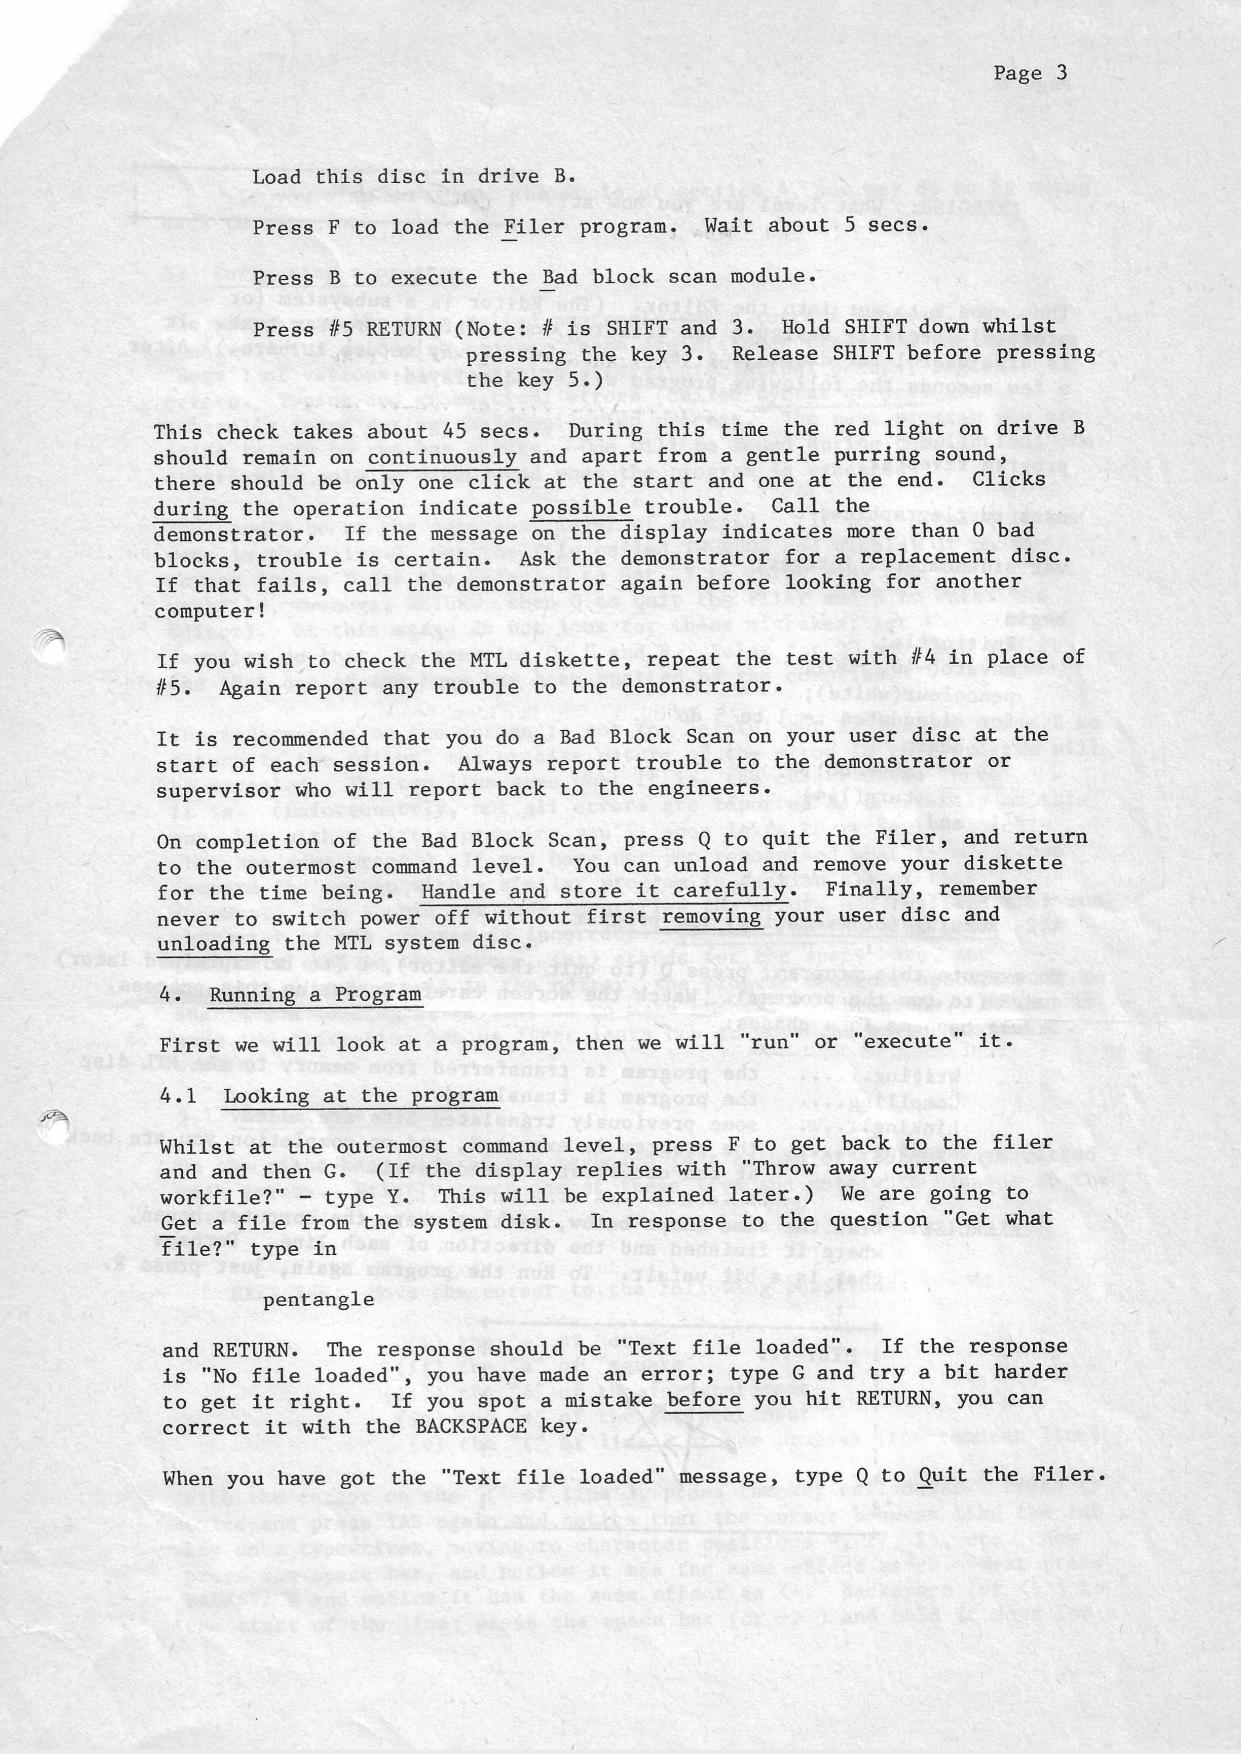 Page 3
Load this disc in drive B.
Press F to load the Filer program. Wait about 5 secs.
Press B to execute the Bad block scan module.
Press #5 RETURN (Note: # is SHIFT and 3. Hold SHIFT down whilst
pressing the key 3. Release SHIFT before pressing
the key 5.)
This check takes about 45 secs. During this time the red light on drive B
should remain on continuously and apart from a gentle purring sound,
there should be only one click at the start and one at the end. Clicks
during the operation indicate possible trouble. Call the
demonstrator. If the message on the display indicates more than 0 bad
blocks, trouble is certain. Ask the demonstrator for a replacement disc.
If that fails, call the demonstrator again before looking for another
computer!
If you wish to check the MTL diskette, repeat the test with #4 in place of
#5. Again report any trouble to the demonstrator.
It is recommended that you do a Bad Block Scan on your user disc at the
start of each session. Always report trouble to the demonstrator or
supervisor who will report back to the engineers.
On completion of the Bad Block Scan, press Q to quit the Filer, and return
to the outermost command level. You can unload and remove your diskette
for the time being. Handle and store it carefully. Finally, remember
never to switch power off without first removing your user disc and
unloading the MTL system disc.
4. Running a Program
First we will look at a program, then we will "run" or "execute" it.
4.1 Looking at the program
Whilst at the outermost command level, press F to get back to the filer
and and then G. (If the display replies with "Throw away current
workfile?" - type Y. This will be explained later.) We are going to
Get a file from the system disk. In response to the question "Get what
file?" type in
pentangle
and RETURN. The response should be "Text file loaded". If the response
is "No file loaded", you have made an error; type G and try a bit harder
to get it right. If you spot a mistake before you hit RETURN, you can
correct it with the BACKSPACE key.
When you have got the "Text file loaded" message, type Q to Quit the Filer.